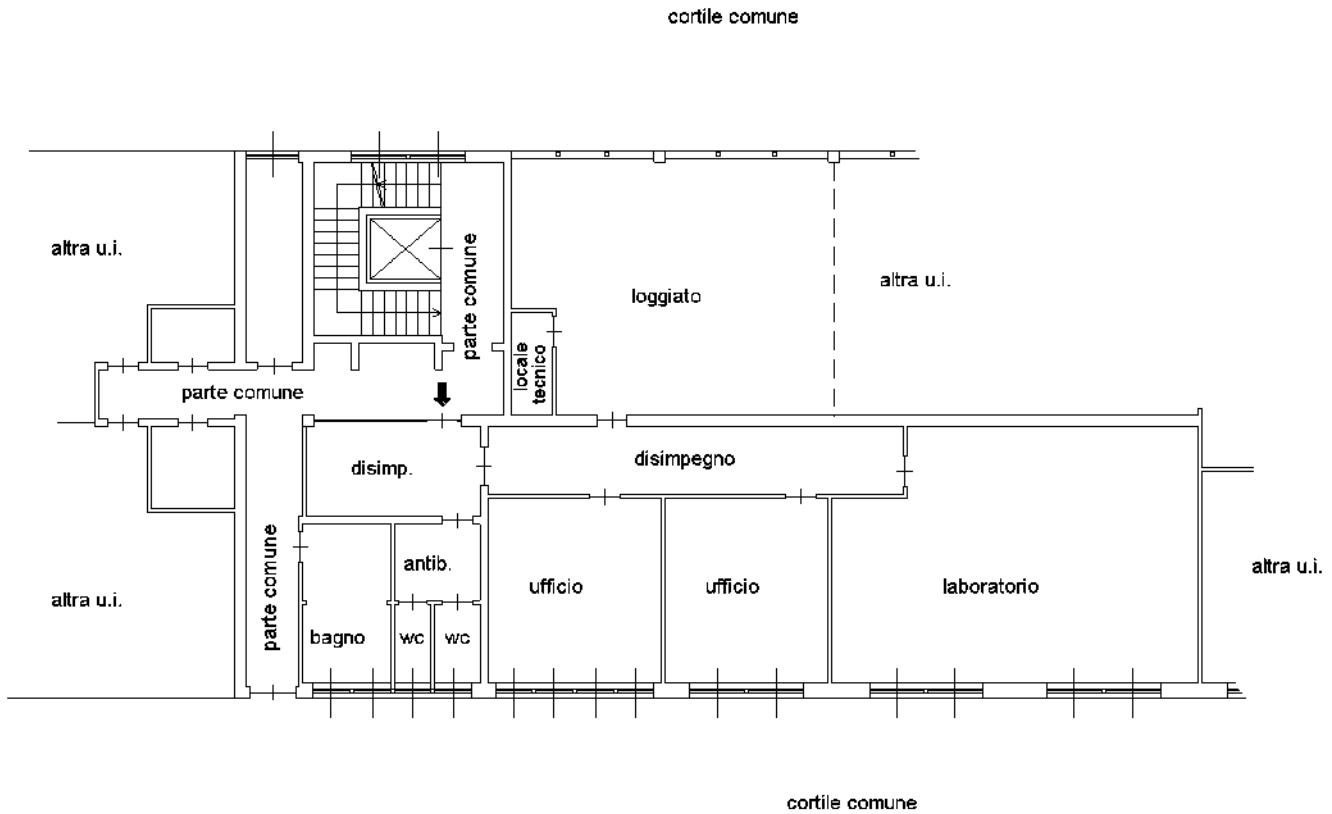 cortile comune
altra u.i.
parte comune
loggiato
altra u.i.
locale
tecnico
parte comune
disimp.
disimpegno
parte comune
antib.
ufficio
ufficio
laboratorio
altra u.i.
altra u.i.
bagno
wc
wc
cortile comune